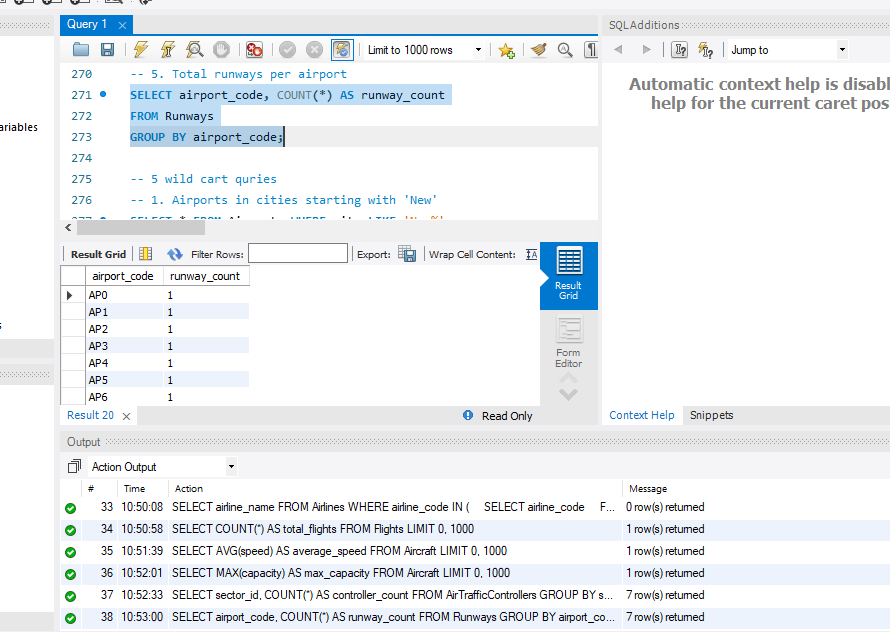 Query 1
SQLAdditions
Limit to 1000 rows
Jump to
ariables
270 -- 5. Total runways per airport
271 SELECT airport_code, COUNT(*) AS runway_count
272 FROM Runways
273 GROUP BY airport_code;
274
275 -- 5 wild cart quries
276 -- 1. Airports in cities starting with 'New'
Automatic context help is disabl
help for the current caret pos
Result Grid
Filter Rows:
Export:
Wrap Cell Content:
airport_code runway_count
AP0 1
AP1 1
AP2 1
AP3 1
AP4 1
AP5 1
AP6 1
Result
Grid
Form
Editor
Result 20
Read Only
Context Help
Snippets
Output
Action Output
# Time Action Message
33 10:50:08 SELECT airline_name FROM Airlines WHERE airline_code IN ( SELECT airline_code F... 0 row(s) returned
34 10:50:58 SELECT COUNT(*) AS total_flights FROM Flights LIMIT 0, 1000 1 row(s) returned
35 10:51:39 SELECT AVG(speed) AS average_speed FROM Aircraft LIMIT 0, 1000 1 row(s) returned
36 10:52:01 SELECT MAX(capacity) AS max_capacity FROM Aircraft LIMIT 0, 1000 1 row(s) returned
37 10:52:33 SELECT sector_id, COUNT(*) AS controller_count FROM AirTrafficControllers GROUP BY s... 7 row(s) returned
38 10:53:00 SELECT airport_code, COUNT(*) AS runway_count FROM Runways GROUP BY airport_co... 7 row(s) returned